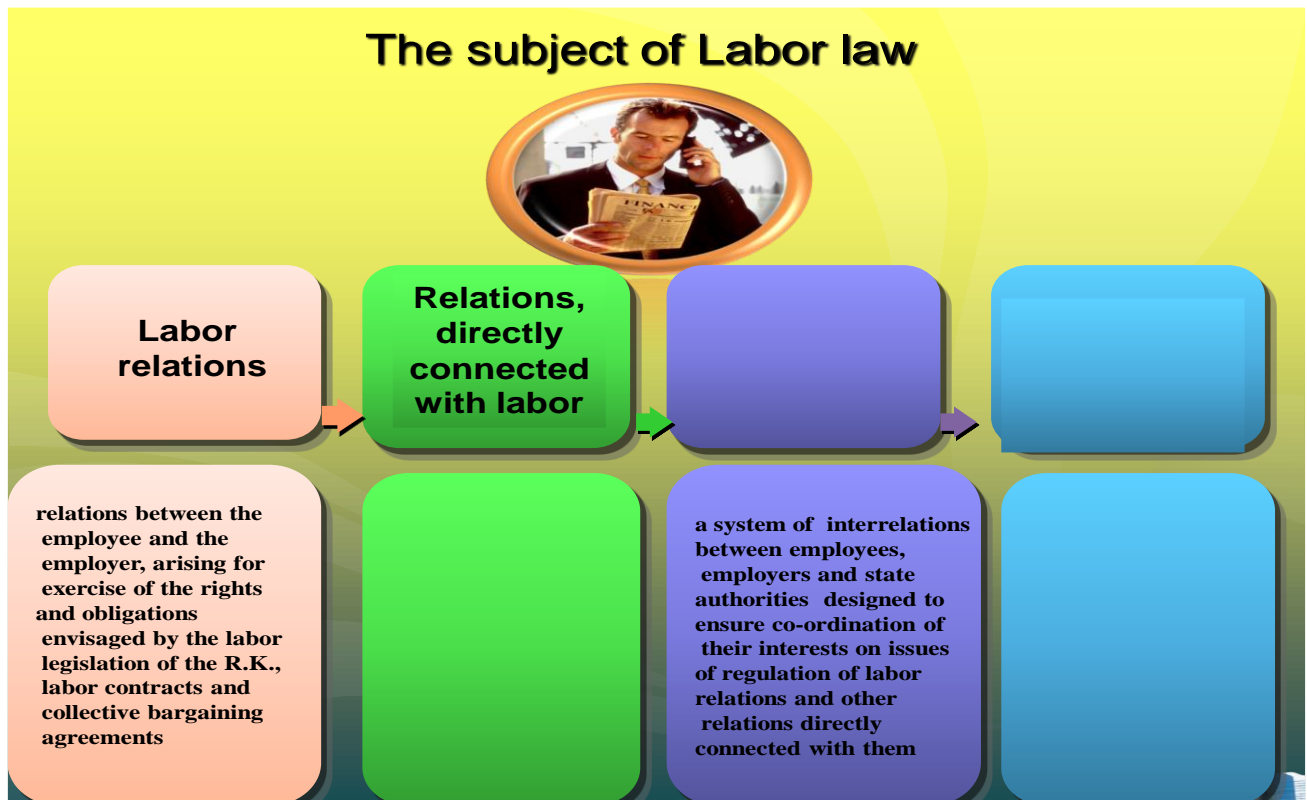 The subject of Labor law
FINANC
Labor
relations
Relations,
directly
connected
with labor
relations between the
employee and the
employer, arising for
exercise of the rights
and obligations
envisaged by the labor
legislation of the R.K.,
labor contracts and
collective bargaining
agreements
a system of interrelations
between employees,
employers and state
authorities designed to
ensure co-ordination of
their interests on issues
of regulation of labor
relations and other
relations directly
connected with them